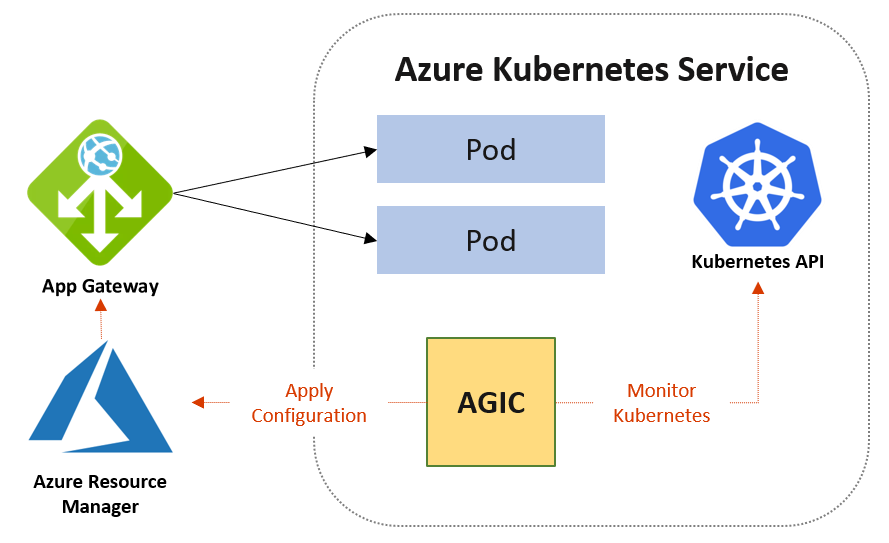 Azure Kubernetes Service
Pod
Pod
Kubernetes API
App Gateway
Apply
Configuration
AGIC
Monitor
Kubernetes
Azure Resource
Manager